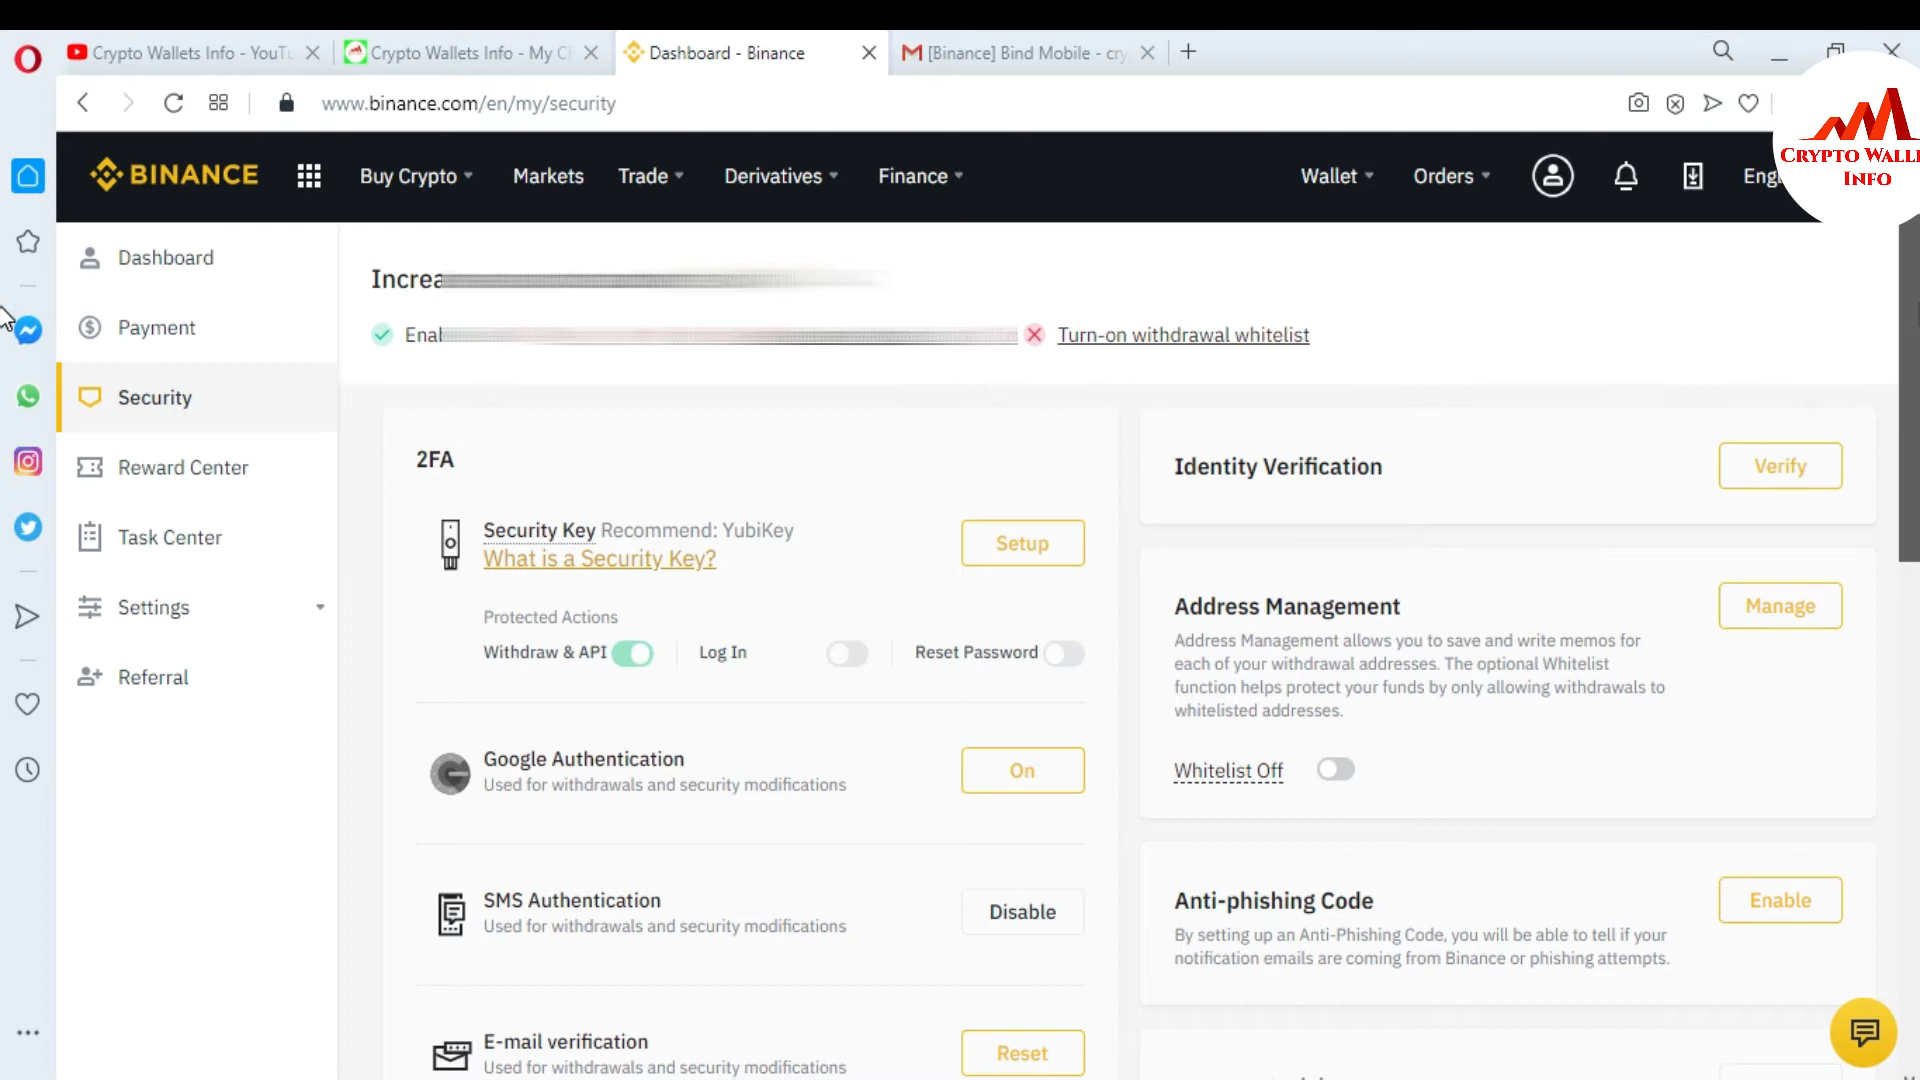 Crypto Wallets Info - YouTu
Crypto Wallets Info - My C
Dashboard - Binance
[Binance] Bind Mobile - cry
www.binance.com/en/my/security
CRYPTO WALLE
INFO
BINANCE
Buy Crypto
Markets
Trade
Derivatives
Finance
Wallet
Orders
Engl
Dashboard
Payment
Security
Reward Center
Task Center
Settings
Referral
Increa
Enal
Turn-on withdrawal whitelist
2FA
Security Key Recommend: YubiKey
What is a Security Key?
Setup
Protected Actions
Withdraw & API
Log In
Reset Password
Google Authentication
Used for withdrawals and security modifications
On
SMS Authentication
Used for withdrawals and security modifications
Disable
E-mail verification
Used for withdrawals and security modifications
Reset
Identity Verification
Verify
Address Management
Manage
Address Management allows you to save and write memos for
each of your withdrawal addresses. The optional Whitelist
function helps protect your funds by only allowing withdrawals to
whitelisted addresses.
Whitelist Off
Anti-phishing Code
Enable
By setting up an Anti-Phishing Code, you will be able to tell if your
notification emails are coming from Binance or phishing attempts.